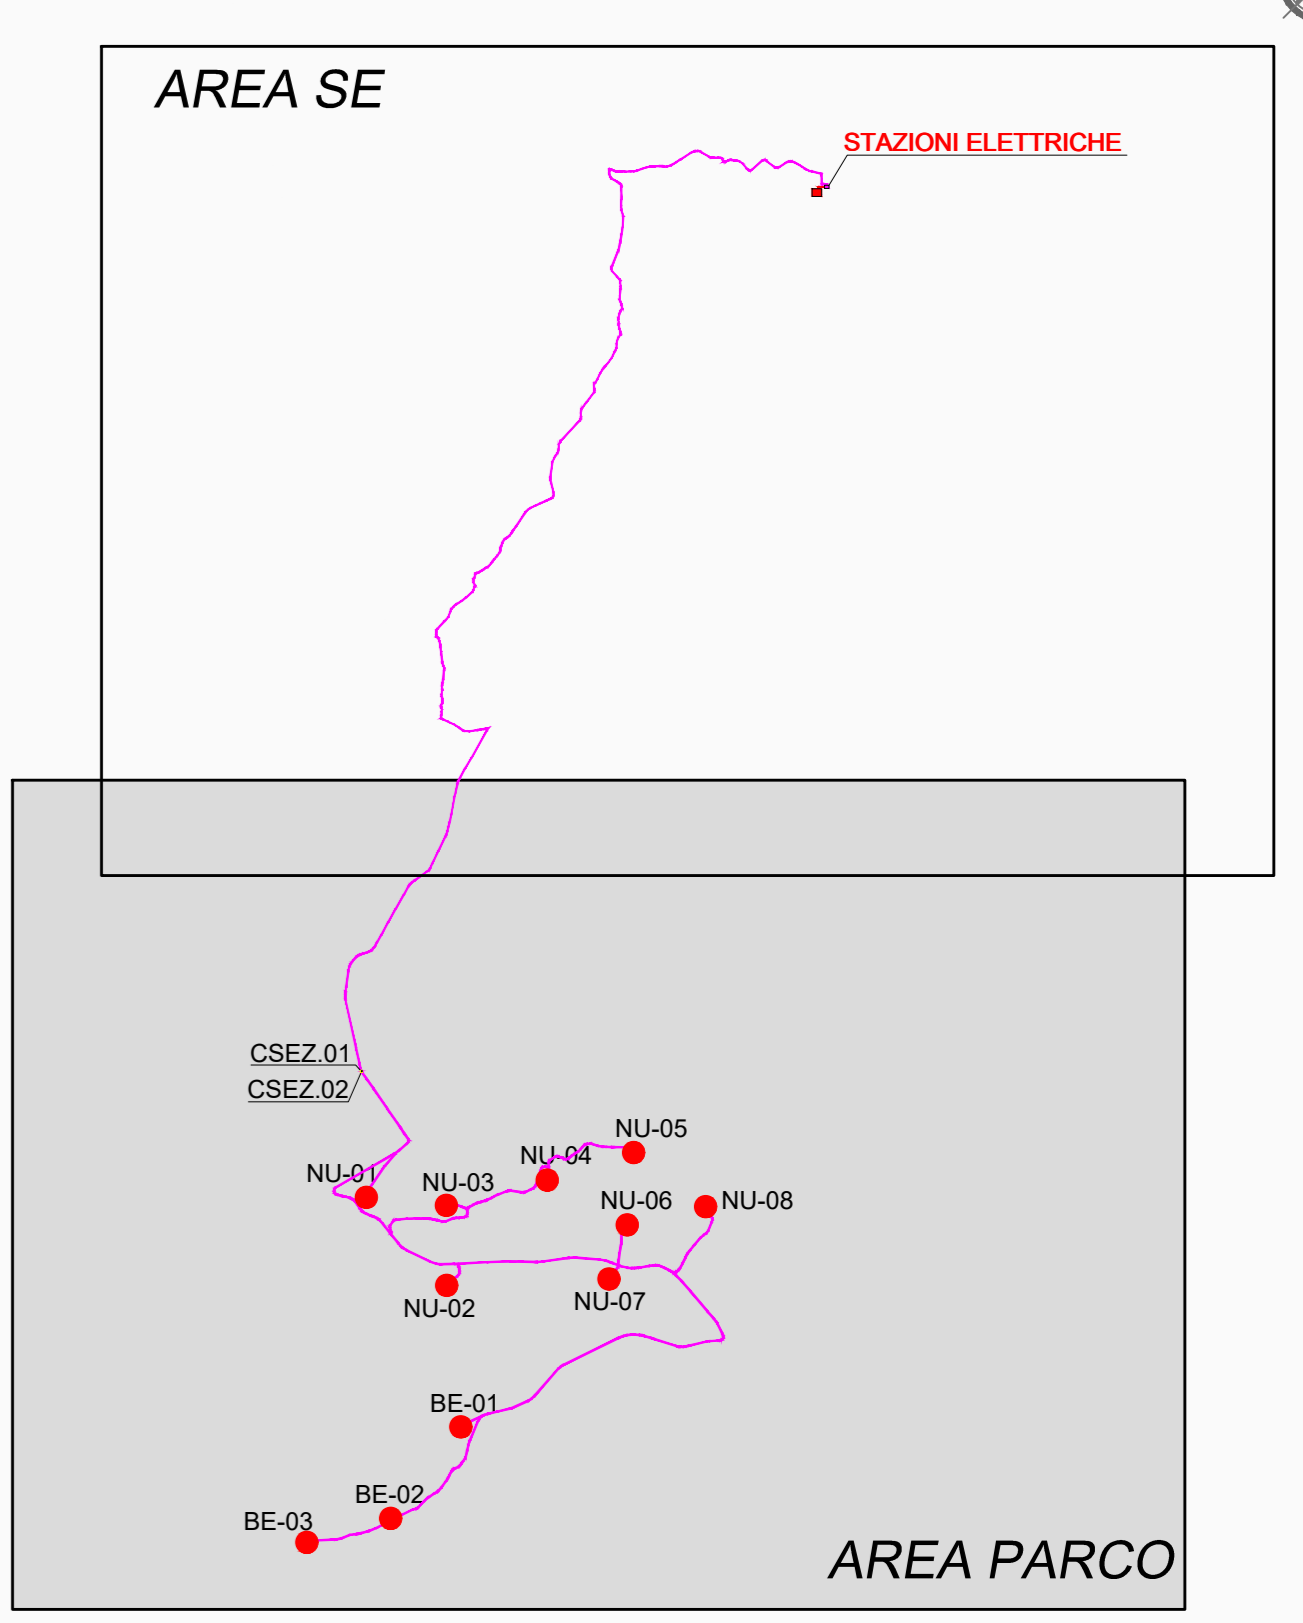 AREA SE
STAZIONI ELETTRICHE
CSEZ.01
CSEZ.02
NU-05
NU-04
NU-01
NU-03
NU-06
NU-08
NU-02
NU-07
BE-01
BE-02
BE-03
AREA PARCO